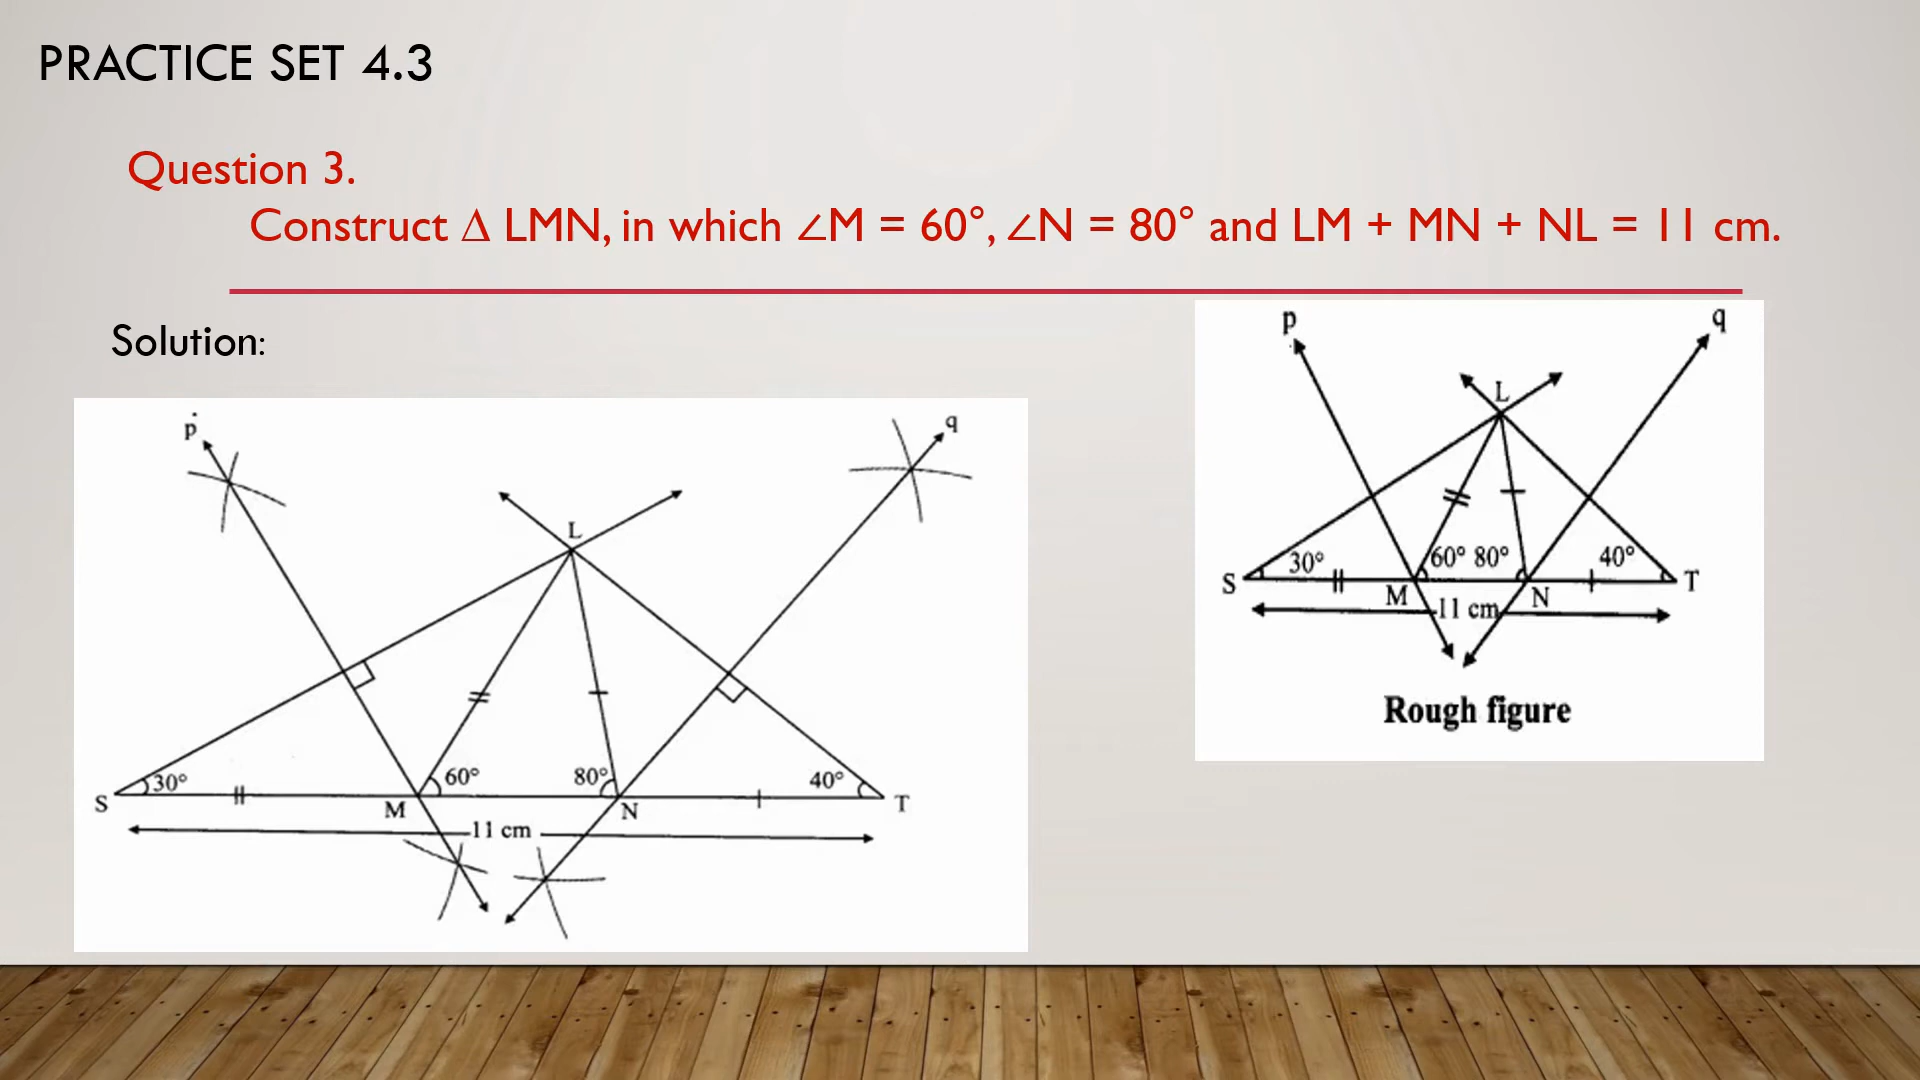 PRACTICE SET 4.3
Question 3.
Construct Δ LMN, in which ∠M = 60°, ∠N = 80° and LM + MN + NL = 11 cm.
Solution:
p
q
L
30°
60°
80°
40°
S
M
N
T
11 cm
p
q
L
30°
60° 80°
40°
S
M
N
T
11 cm
Rough figure